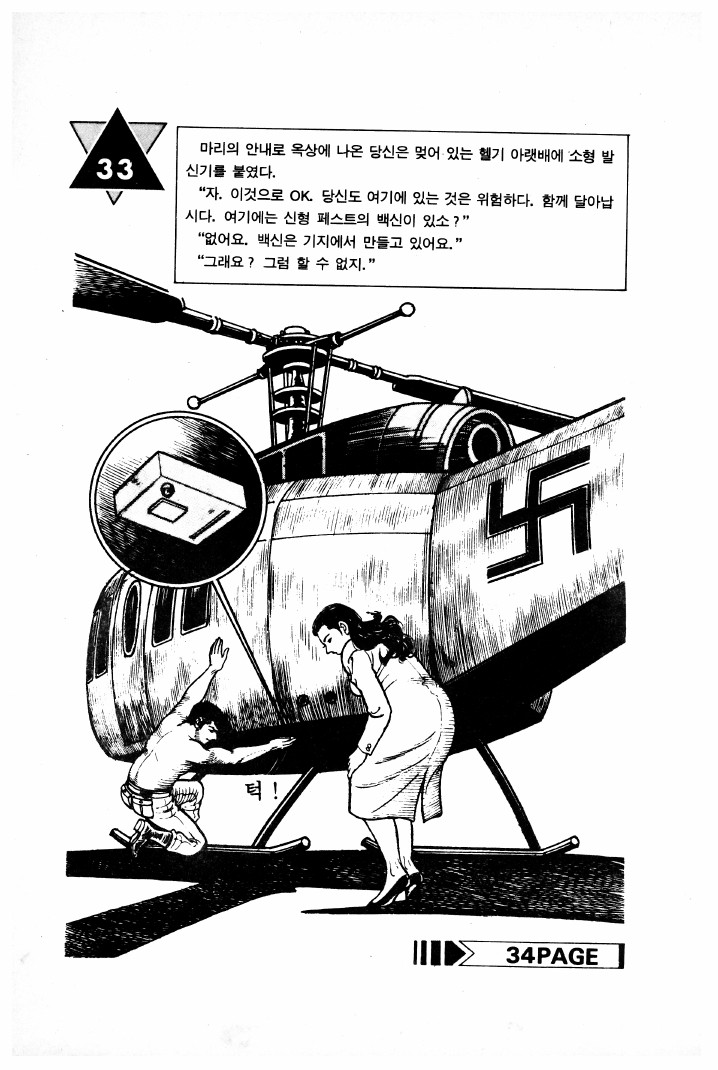 33
마리의 안내로 옥상에 나온 당신은 멎어 있는 헬기 아랫배에 소형 발
신기를 붙였다.
“자. 이것으로 OK. 당신도 여기에 있는 것은 위험하다. 함께 달아납
시다. 여기에는 신형 페스트의 백신이 있소?”
“없어요. 백신은 기지에서 만들고 있어요.”
“그래요? 그럼 할 수 없지.”
턱!
34PAGE